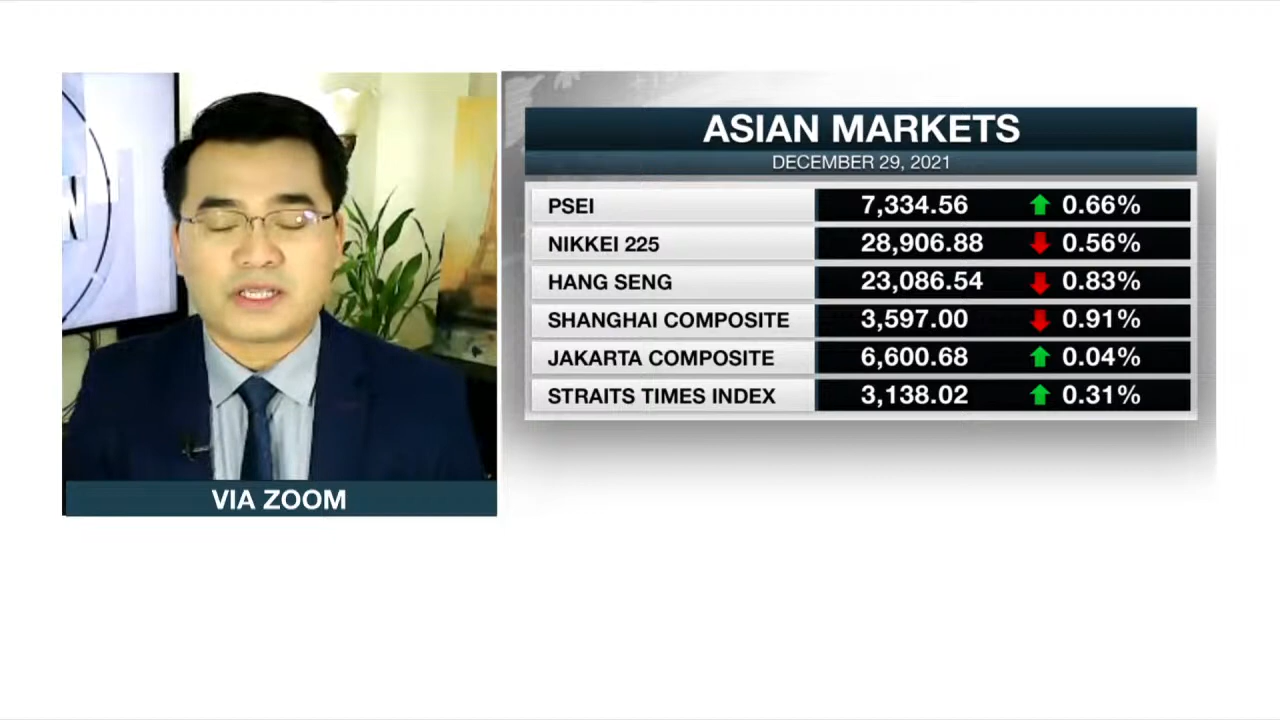 ASIAN MARKETS
DECEMBER 29, 2021
PSEI 7,334.56 0.66%
NIKKEI 225 28,906.88 0.56%
HANG SENG 23,086.54 0.83%
SHANGHAI COMPOSITE 3,597.00 0.91%
JAKARTA COMPOSITE 6,600.68 0.04%
STRAITS TIMES INDEX 3,138.02 0.31%
VIA ZOOM